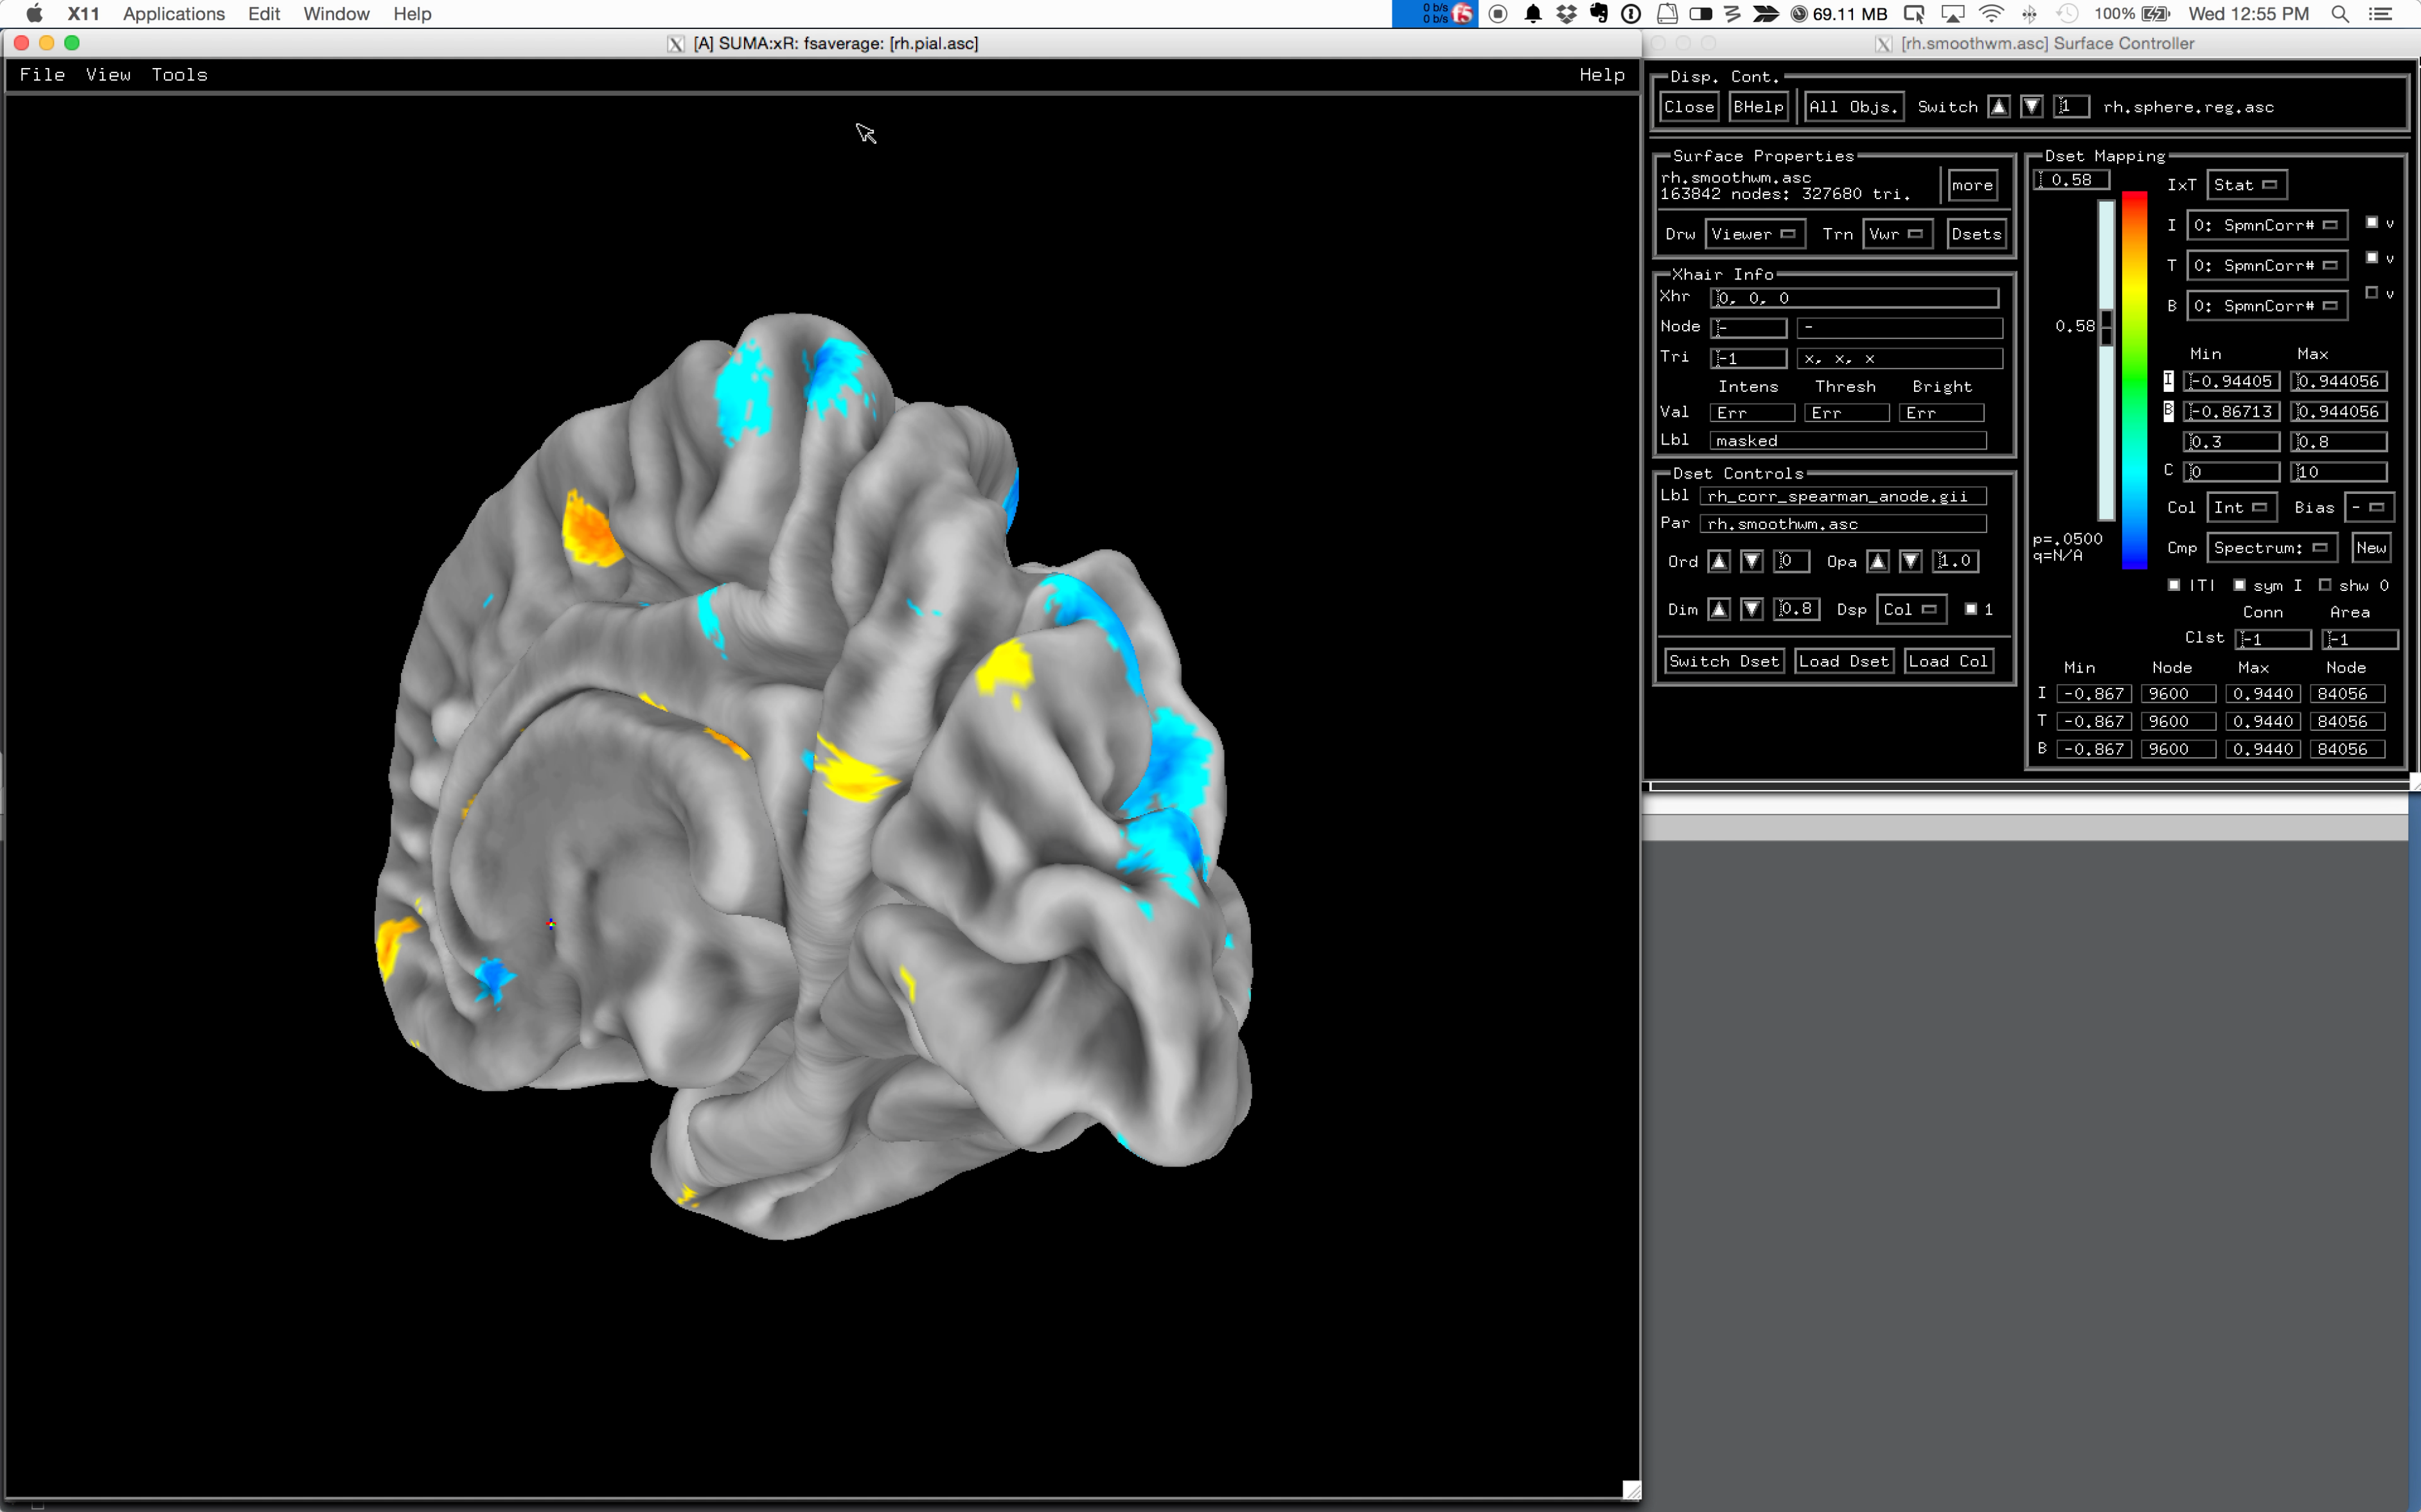 X11 Applications Edit Window Help
0 b/s
0 b/s
f5
69.11 MB
100%
Wed 12:55 PM
X [A] SUMA:xR: fsaverage: [rh.pial.asc]
File View Tools Help
X [rh.smoothwm.asc] Surface Controller
Disp. Cont.
Close BHelp All Objs. Switch 1 rh.sphere.reg.asc
Surface Properties
rh.smoothwm.asc
163842 nodes: 327680 tri.
more
Drw Viewer Trn Vwr Dsets
Xhair Info
Xhr 0, 0, 0
Node - -
Tri -1 x, x, x
Intens Thresh Bright
Val Err Err Err
Lbl masked
Dset Controls
Lbl rh_corr_spearman_anode.gii
Par rh.smoothwm.asc
Ord 0 Opa 1.0
Dim 0.8 Dsp Col 1
Switch Dset Load Dset Load Col
Dset Mapping
0.58
IxT Stat
I 0: SpmnCorr# v
T 0: SpmnCorr# v
B 0: SpmnCorr# v
0.58
Min Max
I -0.94405 0.944056
B -0.86713 0.944056
0.3 0.8
C 0 10
Col Int Bias -
p=.0500
q=N/A
Cmp Spectrum: New
|T| sym I shw 0
Conn Area
Clst -1 -1
Min Node Max Node
I -0.867 9600 0.9440 84056
T -0.867 9600 0.9440 84056
B -0.867 9600 0.9440 84056